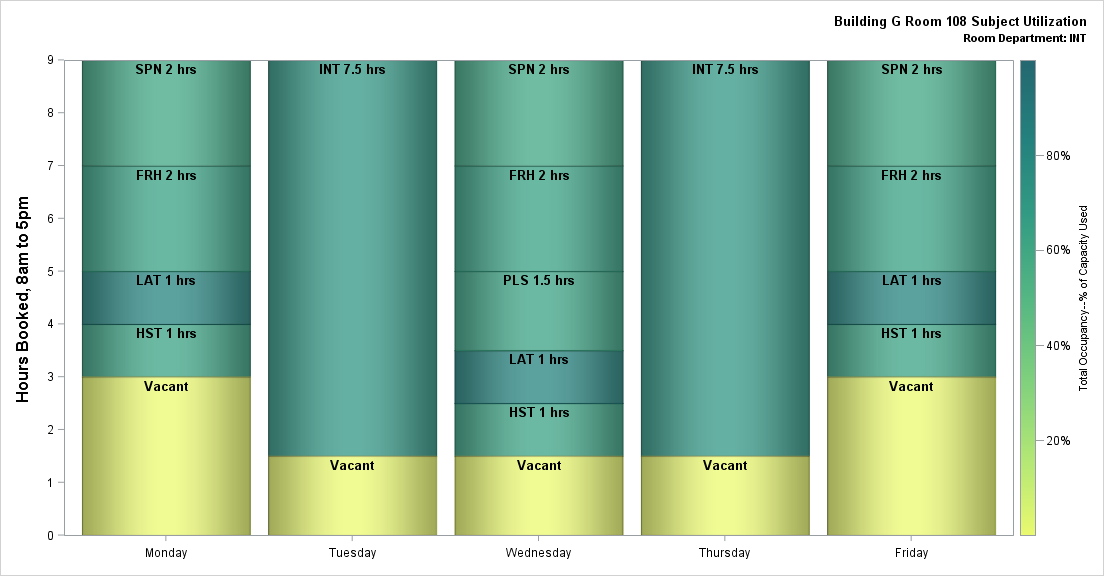 Building G Room 108 Subject Utilization
Room Department: INT
Hours Booked, 8am to 5pm
9
8
7
6
5
4
3
2
1
0
SPN 2 hrs
FRH 2 hrs
LAT 1 hrs
HST 1 hrs
Vacant
INT 7.5 hrs
Vacant
SPN 2 hrs
FRH 2 hrs
PLS 1.5 hrs
LAT 1 hrs
HST 1 hrs
Vacant
INT 7.5 hrs
Vacant
SPN 2 hrs
FRH 2 hrs
LAT 1 hrs
HST 1 hrs
Vacant
Monday
Tuesday
Wednesday
Thursday
Friday
80%
60%
40%
20%
Total Occupancy--% of Capacity Used